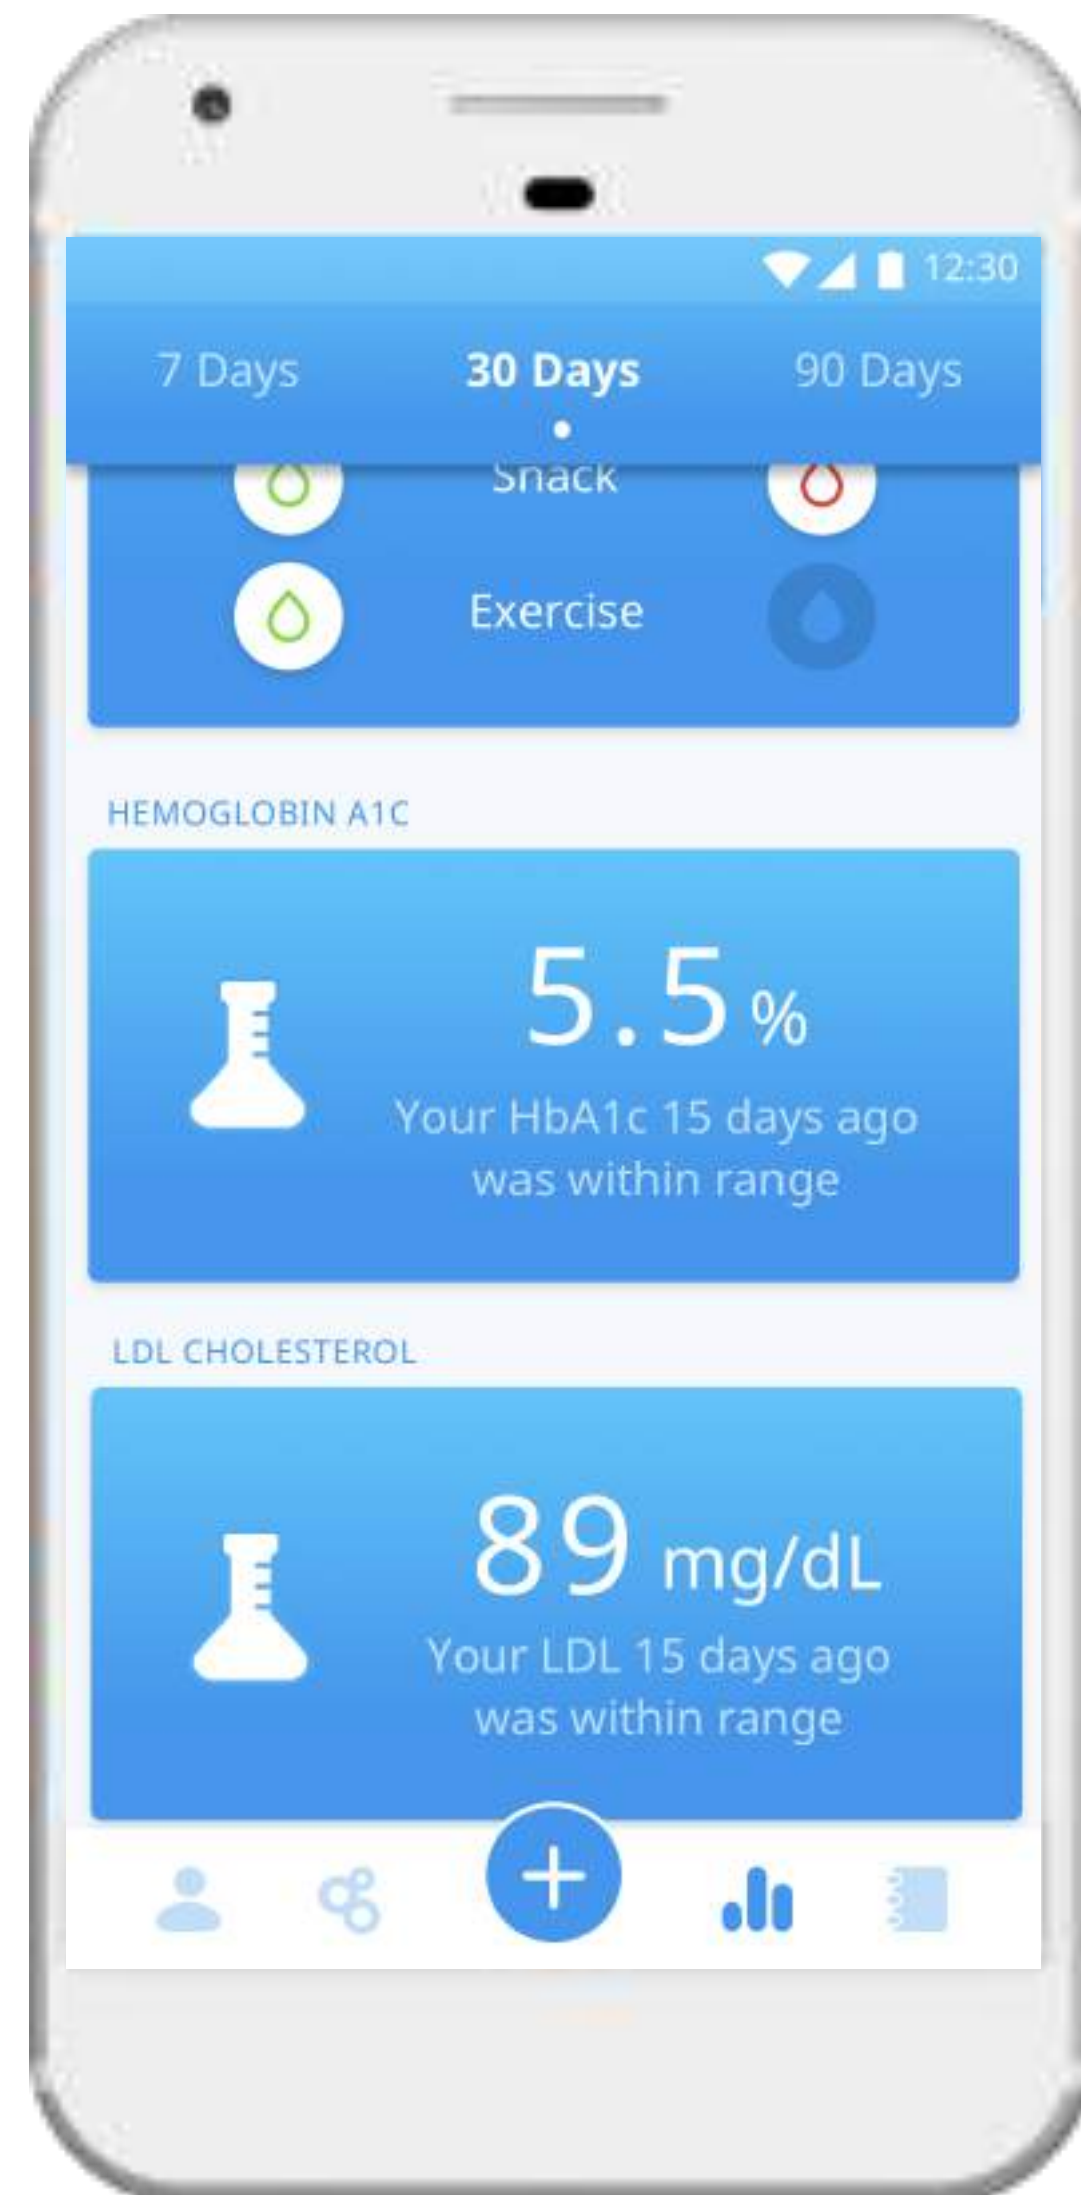 12:30
7 Days 30 Days 90 Days
Snack
Exercise
HEMOGLOBIN A1C
5.5 %
Your HbA1c 15 days ago
was within range
LDL CHOLESTEROL
89 mg/dL
Your LDL 15 days ago
was within range